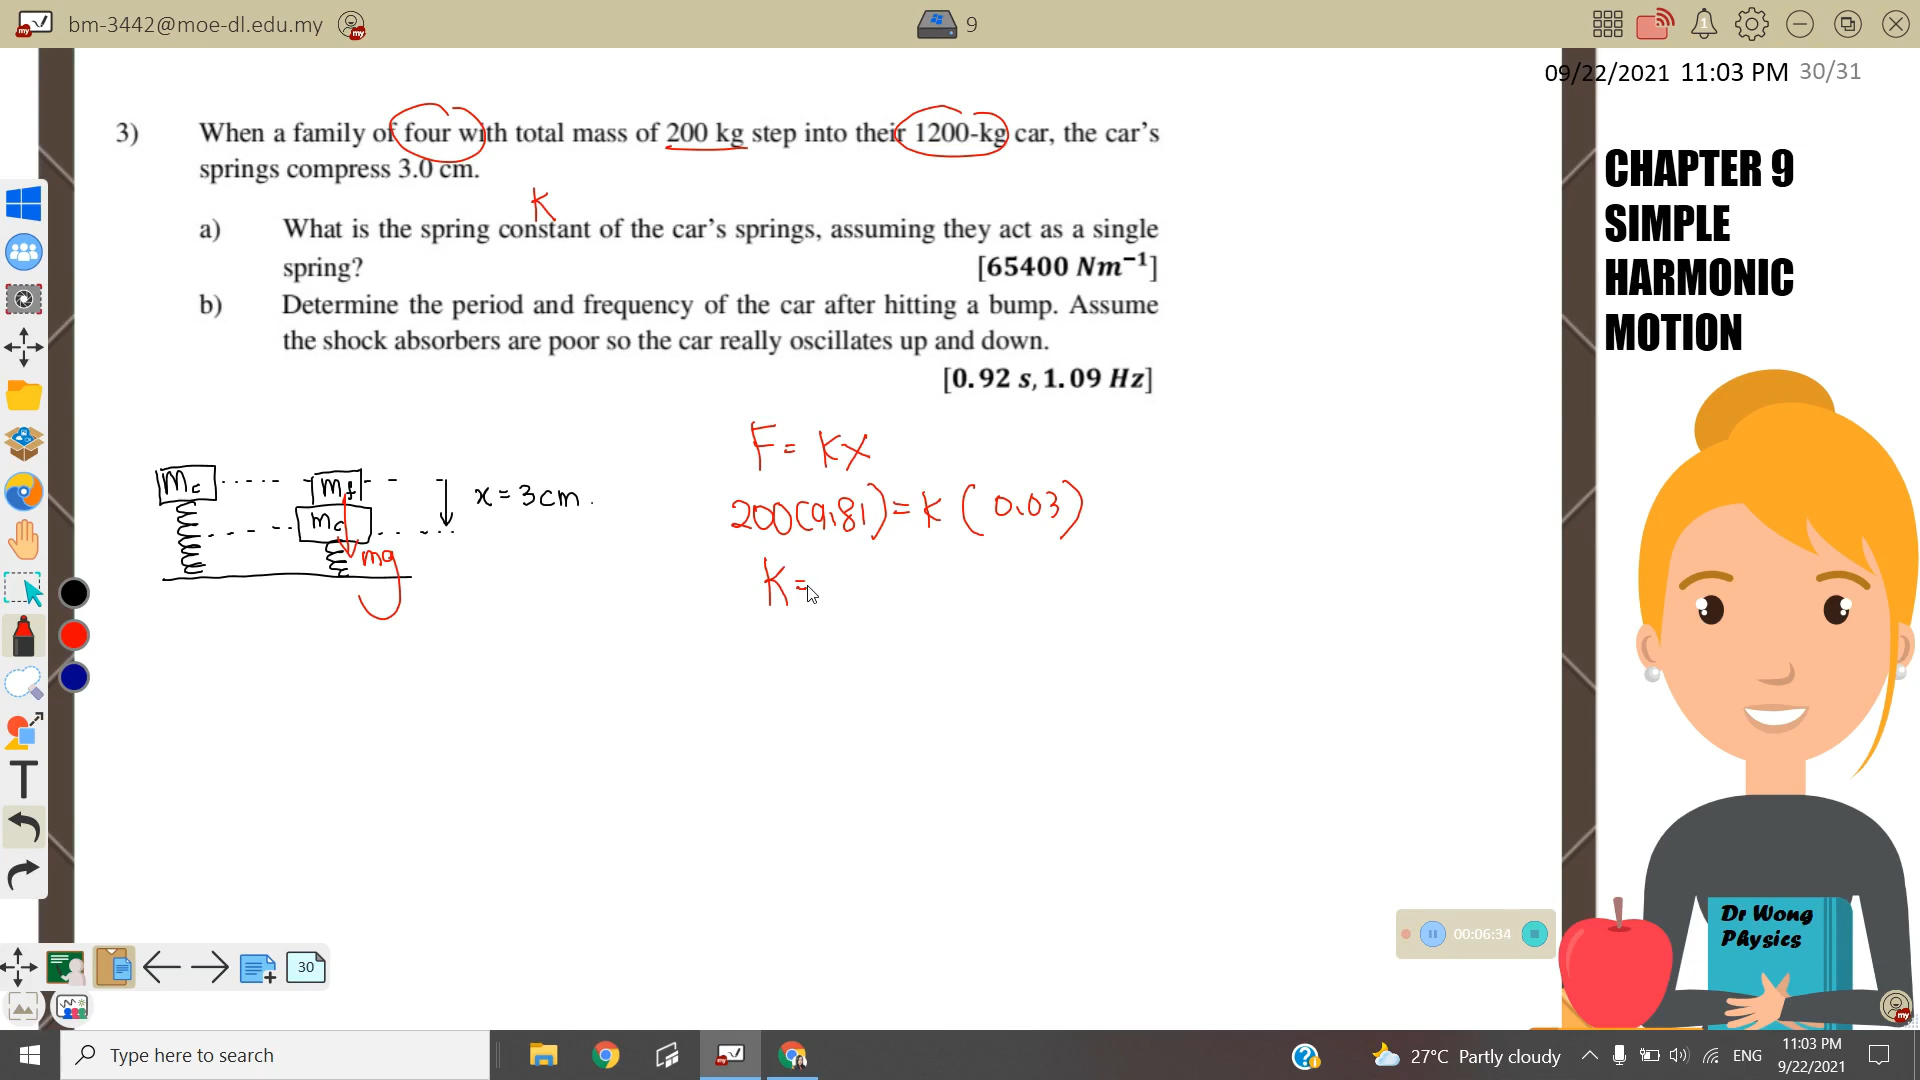 bm-3442@moe-dl.edu.my
9
1
09/22/2021 11:03 PM 30/31
3) When a family of four with total mass of 200 kg step into their 1200-kg car, the car's
springs compress 3.0 cm.
K
a) What is the spring constant of the car's springs, assuming they act as a single
spring? [65400 Nm⁻¹]
b) Determine the period and frequency of the car after hitting a bump. Assume
the shock absorbers are poor so the car really oscillates up and down.
[0.92 s, 1.09 Hz]
CHAPTER 9
SIMPLE
HARMONIC
MOTION
mc
mf
mc
mg
x = 3cm.
F = Kx
200(9.81) = K (0.03)
K =
T
Dr Wong
Physics
00:06:34
30
Type here to search
27°C Partly cloudy
ENG
11:03 PM
9/22/2021